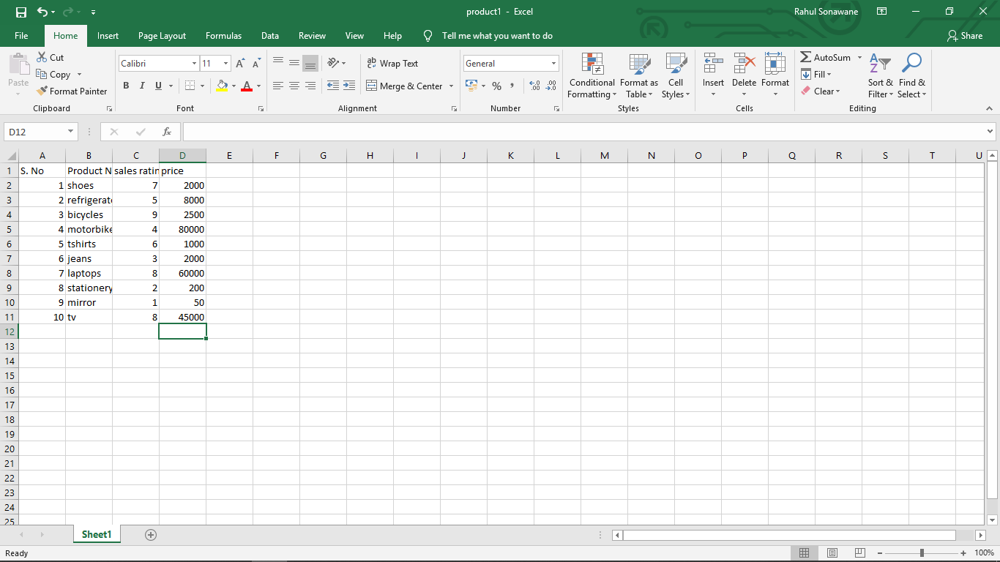 product1 - Excel
Rahul Sonawane
File Home Insert Page Layout Formulas Data Review View Help Tell me what you want to do Share
Paste
Cut
Copy
Format Painter
Clipboard
Calibri 11
B I U
Font
Wrap Text
Merge & Center
Alignment
General
% ,
Number
Conditional Formatting
Format as Table
Cell Styles
Styles
Insert Delete Format
Cells
AutoSum
Fill
Clear
Sort & Filter
Find & Select
Editing
D12 fx
A B C D E F G H I J K L M N O P Q R S T U
1 S. No Product N sales ratin price
2 1 shoes 7 2000
3 2 refrigerat 5 8000
4 3 bicycles 9 2500
5 4 motorbike 4 80000
6 5 tshirts 6 1000
7 6 jeans 3 2000
8 7 laptops 8 60000
9 8 stationery 2 200
10 9 mirror 1 50
11 10 tv 8 45000
12
13
14
15
16
17
18
19
20
21
22
23
24
25
Sheet1
Ready
100%